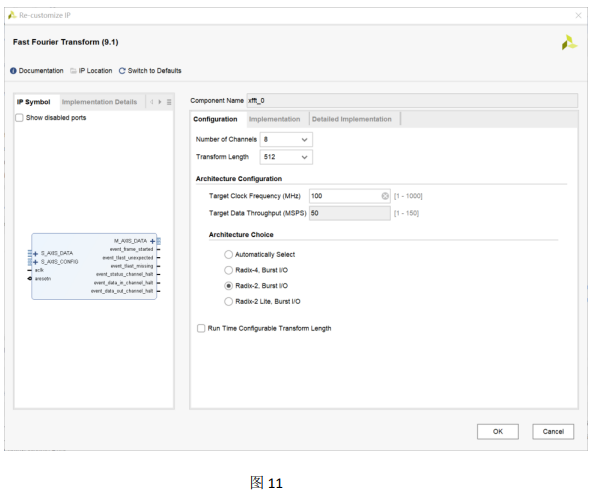 Re-customize IP
Fast Fourier Transform (9.1)
Documentation IP Location Switch to Defaults
IP Symbol Implementation Details
Show disabled ports
S_AXIS_DATA
S_AXIS_CONFIG
aclk
aresetn
M_AXIS_DATA
event_frame_started
event_tlast_unexpected
event_tlast_missing
event_status_channel_halt
event_data_in_channel_halt
event_data_out_channel_halt
Component Name xfft_0
Configuration Implementation Detailed Implementation
Number of Channels 8
Transform Length 512
Architecture Configuration
Target Clock Frequency (MHz) 100 [1 - 1000]
Target Data Throughput (MSPS) 50 [1 - 150]
Architecture Choice
Automatically Select
Radix-4, Burst I/O
Radix-2, Burst I/O
Radix-2 Lite, Burst I/O
Run Time Configurable Transform Length
OK Cancel
图 11